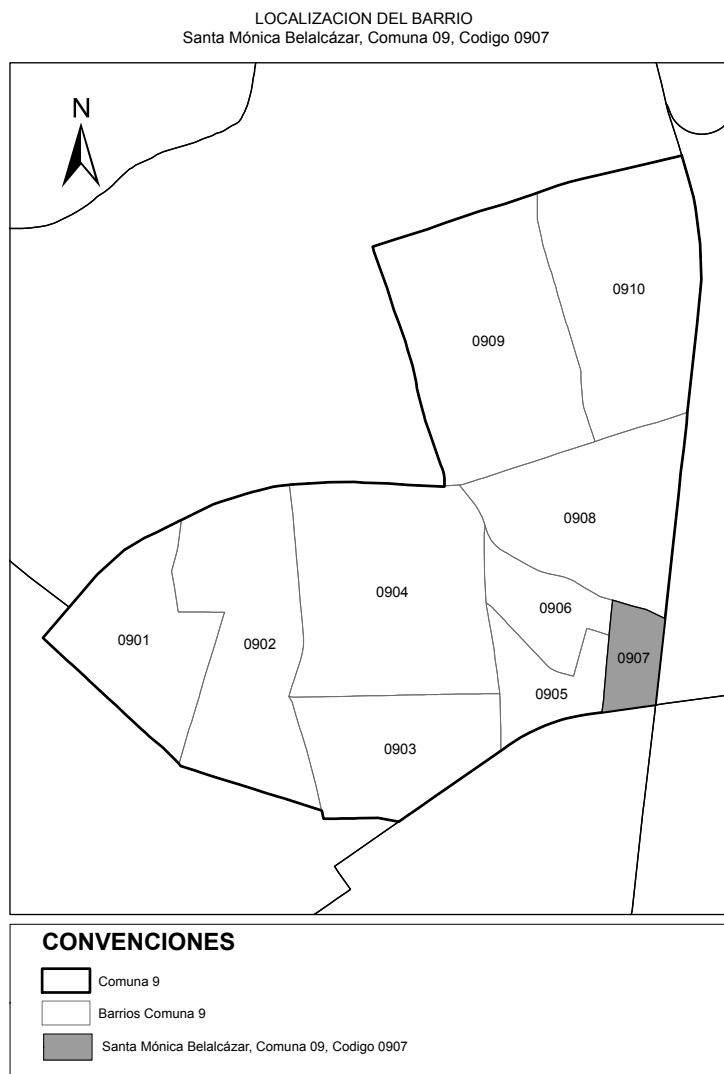 LOCALIZACION DEL BARRIO
Santa Mónica Belalcázar, Comuna 09, Codigo 0907
N
0910
0909
0908
0904
0906
0901
0902
0907
0905
0903
CONVENCIONES
Comuna 9
Barrios Comuna 9
Santa Mónica Belalcázar, Comuna 09, Codigo 0907